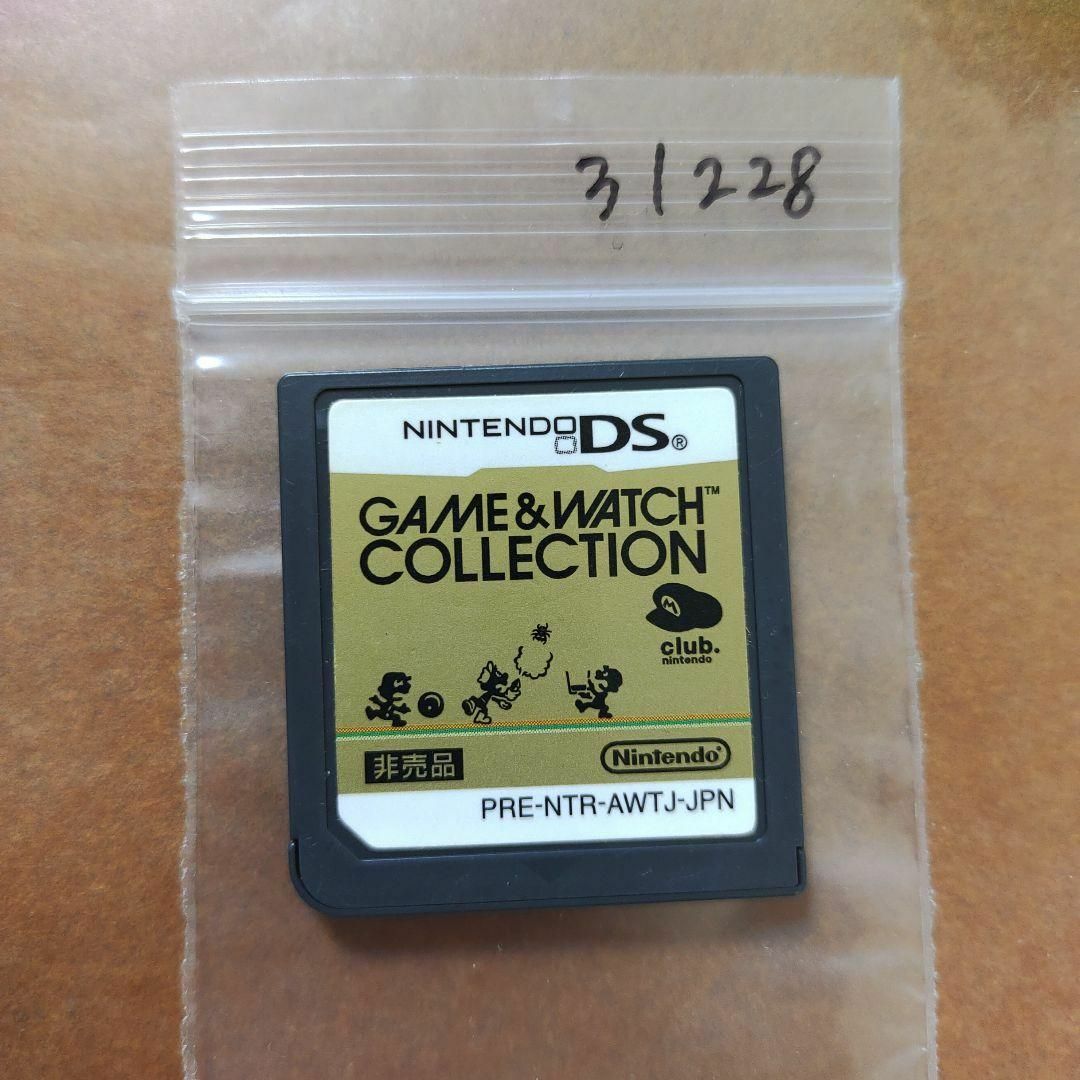 31228
NINTENDO DS®
GAME & WATCH™
COLLECTION
M
club.
nintendo
非売品
Nintendo®
PRE-NTR-AWTJ-JPN